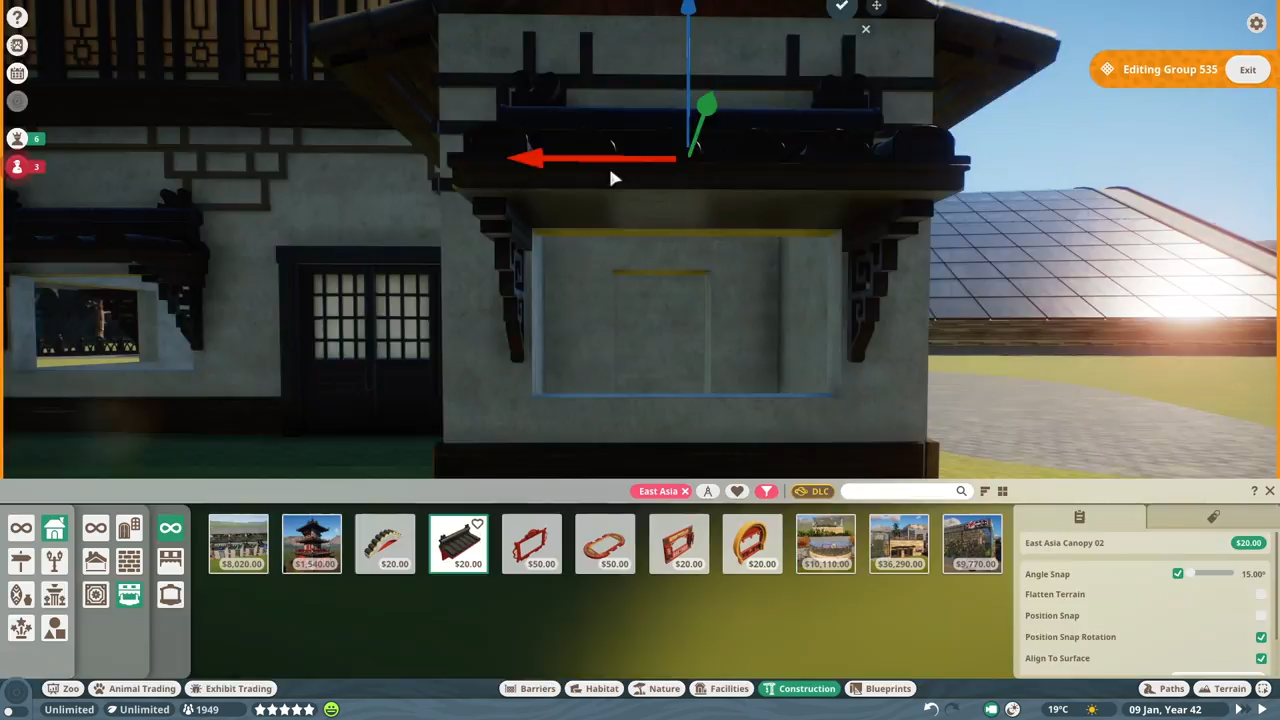 ?
Editing Group 535
Exit
6
3
East Asia ×
DLC
? ×
$8,020.00
$1,540.00
$20.00
$20.00
$50.00
$50.00
$20.00
$20.00
$10,110.00
$36,290.00
$9,770.00
East Asia Canopy 02
$20.00
Angle Snap
15.00°
Flatten Terrain
Position Snap
Position Snap Rotation
Align To Surface
Zoo
Animal Trading
Exhibit Trading
Barriers
Habitat
Nature
Facilities
Construction
Blueprints
Paths
Terrain
Unlimited
Unlimited
1949
19°C
09 Jan, Year 42